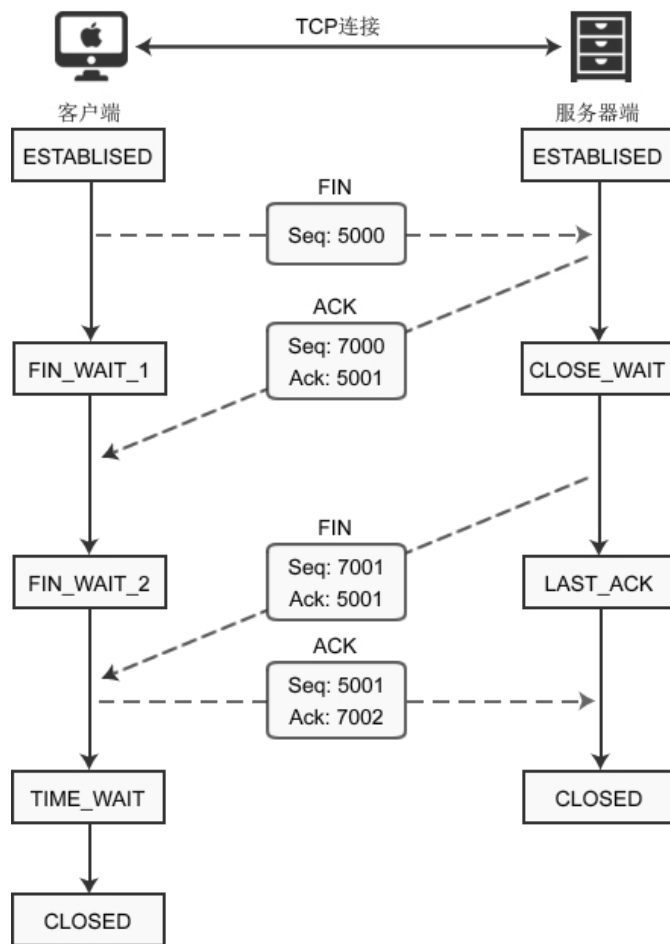 TCP连接
客户端
服务器端
ESTABLISED
ESTABLISED
FIN
Seq: 5000
ACK
Seq: 7000
Ack: 5001
FIN_WAIT_1
CLOSE_WAIT
FIN
Seq: 7001
Ack: 5001
FIN_WAIT_2
LAST_ACK
ACK
Seq: 5001
Ack: 7002
TIME_WAIT
CLOSED
CLOSED